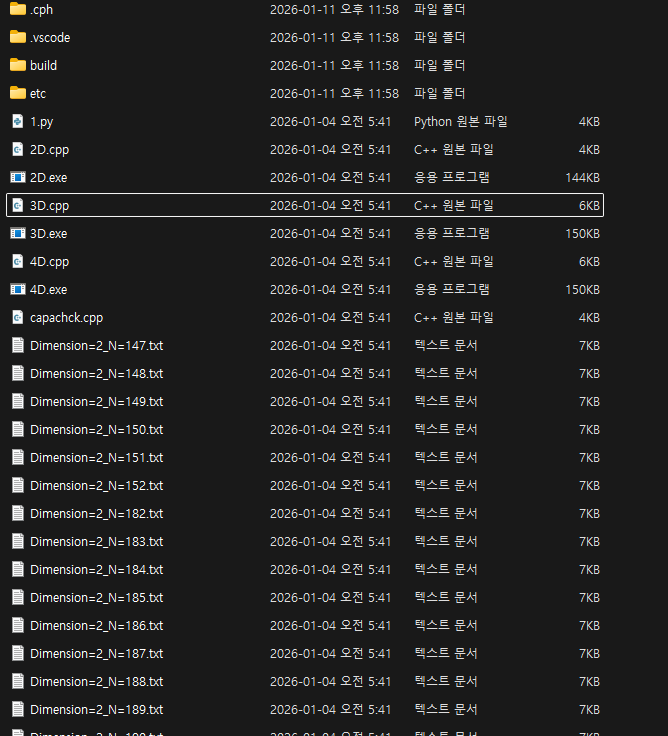 .cph 2026-01-11 오후 11:58 파일 폴더
.vscode 2026-01-11 오후 11:58 파일 폴더
build 2026-01-11 오후 11:58 파일 폴더
etc 2026-01-11 오후 11:58 파일 폴더
1.py 2026-01-04 오전 5:41 Python 원본 파일 4KB
2D.cpp 2026-01-04 오전 5:41 C++ 원본 파일 4KB
2D.exe 2026-01-04 오전 5:41 응용 프로그램 144KB
3D.cpp 2026-01-04 오전 5:41 C++ 원본 파일 6KB
3D.exe 2026-01-04 오전 5:41 응용 프로그램 150KB
4D.cpp 2026-01-04 오전 5:41 C++ 원본 파일 6KB
4D.exe 2026-01-04 오전 5:41 응용 프로그램 150KB
capachck.cpp 2026-01-04 오전 5:41 C++ 원본 파일 4KB
Dimension=2_N=147.txt 2026-01-04 오전 5:41 텍스트 문서 7KB
Dimension=2_N=148.txt 2026-01-04 오전 5:41 텍스트 문서 7KB
Dimension=2_N=149.txt 2026-01-04 오전 5:41 텍스트 문서 7KB
Dimension=2_N=150.txt 2026-01-04 오전 5:41 텍스트 문서 7KB
Dimension=2_N=151.txt 2026-01-04 오전 5:41 텍스트 문서 7KB
Dimension=2_N=152.txt 2026-01-04 오전 5:41 텍스트 문서 7KB
Dimension=2_N=182.txt 2026-01-04 오전 5:41 텍스트 문서 7KB
Dimension=2_N=183.txt 2026-01-04 오전 5:41 텍스트 문서 7KB
Dimension=2_N=184.txt 2026-01-04 오전 5:41 텍스트 문서 7KB
Dimension=2_N=185.txt 2026-01-04 오전 5:41 텍스트 문서 7KB
Dimension=2_N=186.txt 2026-01-04 오전 5:41 텍스트 문서 7KB
Dimension=2_N=187.txt 2026-01-04 오전 5:41 텍스트 문서 7KB
Dimension=2_N=188.txt 2026-01-04 오전 5:41 텍스트 문서 7KB
Dimension=2_N=189.txt 2026-01-04 오전 5:41 텍스트 문서 7KB